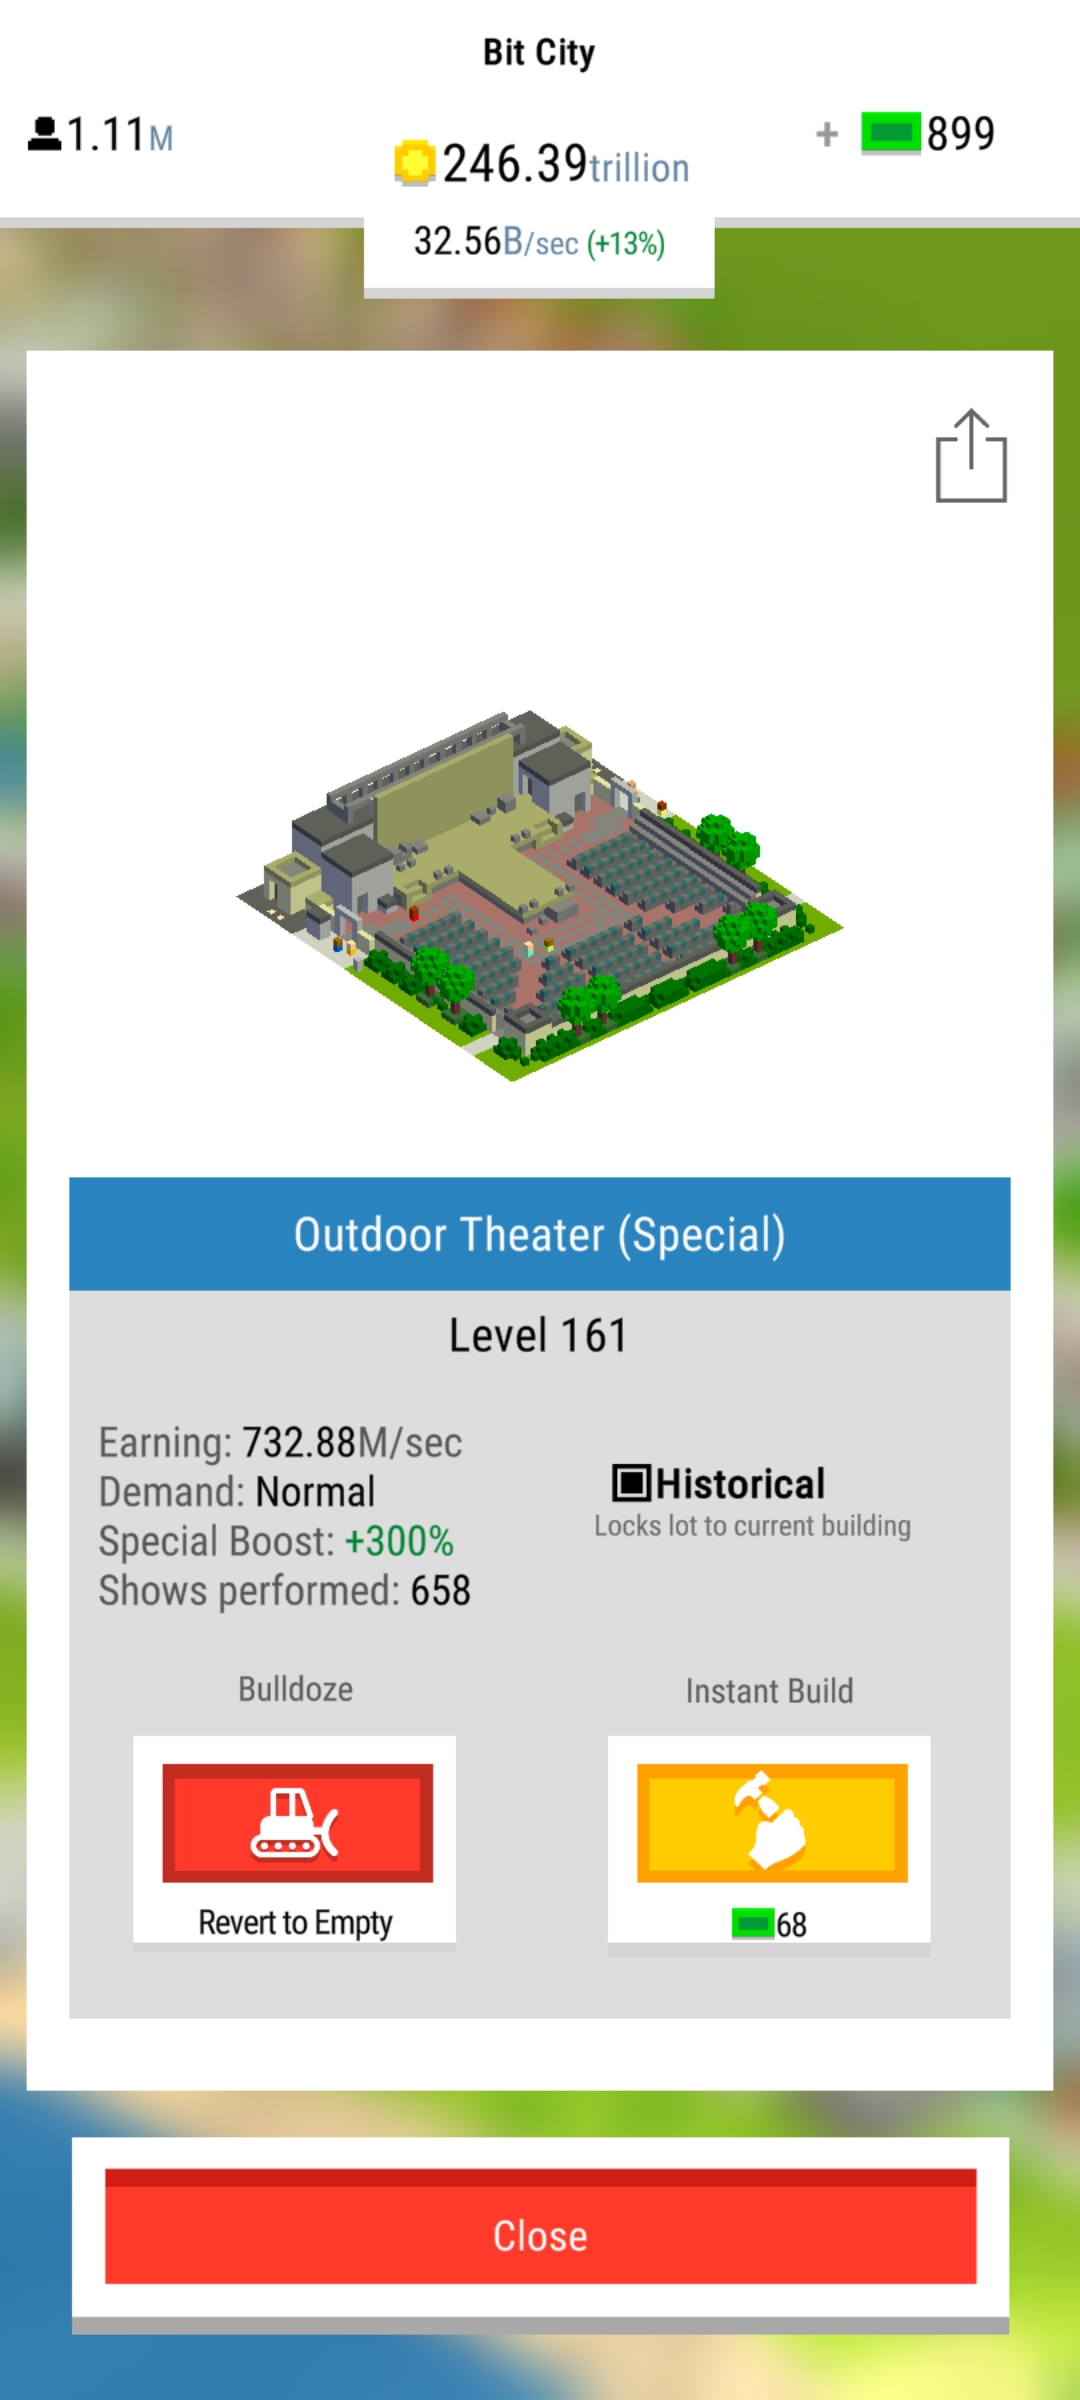 Bit City
1.11M
246.39trillion
+ 899
32.56B/sec (+13%)
Outdoor Theater (Special)
Level 161
Earning: 732.88M/sec
Demand: Normal
Special Boost: +300%
Shows performed: 658
Historical
Locks lot to current building
Bulldoze
Instant Build
Revert to Empty
68
Close